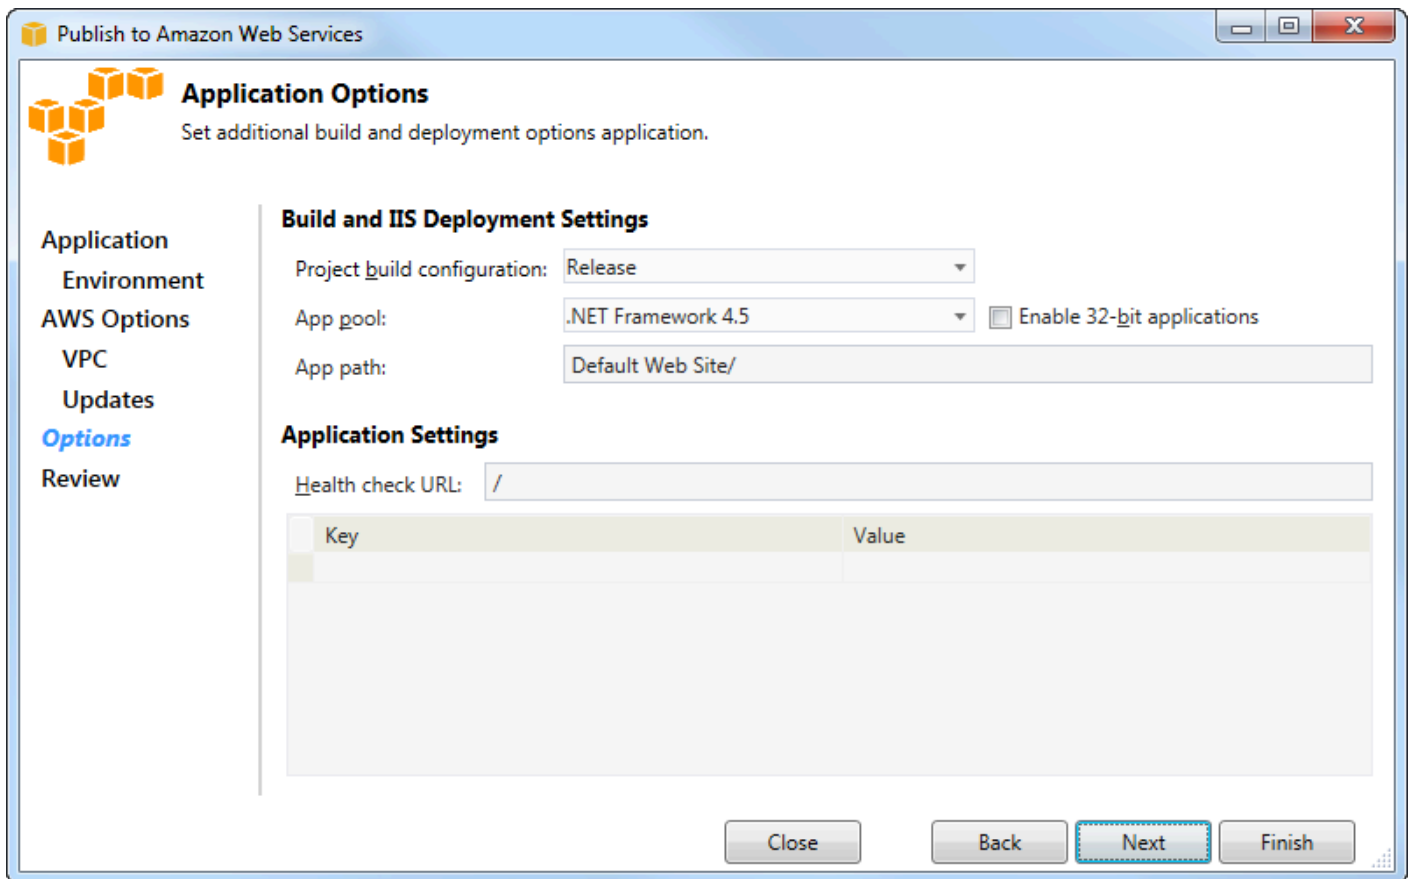 Publish to Amazon Web Services
Application Options
Set additional build and deployment options application.
Application
Environment
AWS Options
VPC
Updates
Options
Review
Build and IIS Deployment Settings
Project build configuration: Release
App pool: .NET Framework 4.5 Enable 32-bit applications
App path: Default Web Site/
Application Settings
Health check URL: /
Key Value
Close Back Next Finish